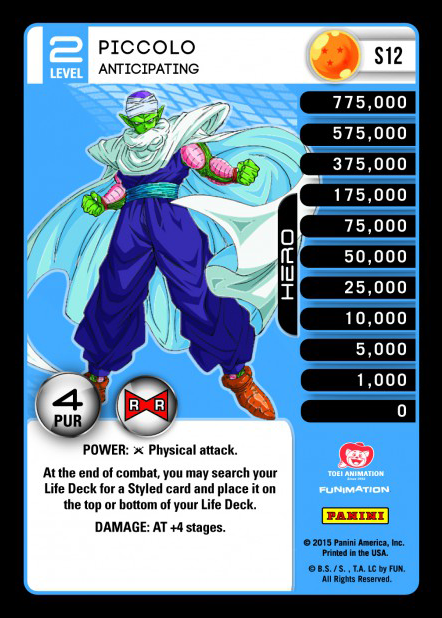 2
LEVEL
PICCOLO
ANTICIPATING
S12
775,000
575,000
375,000
175,000
75,000
50,000
25,000
10,000
5,000
1,000
0
HERO
4
PUR
R R
POWER: Physical attack.
At the end of combat, you may search your
Life Deck for a Styled card and place it on
the top or bottom of your Life Deck.
DAMAGE: AT +4 stages.
TOEI ANIMATION
Since 1956
FUNIMATION
PANINI
© 2015 Panini America, Inc.
Printed in the USA.
© B.S. / S. , T.A. LC by FUN.
All Rights Reserved.